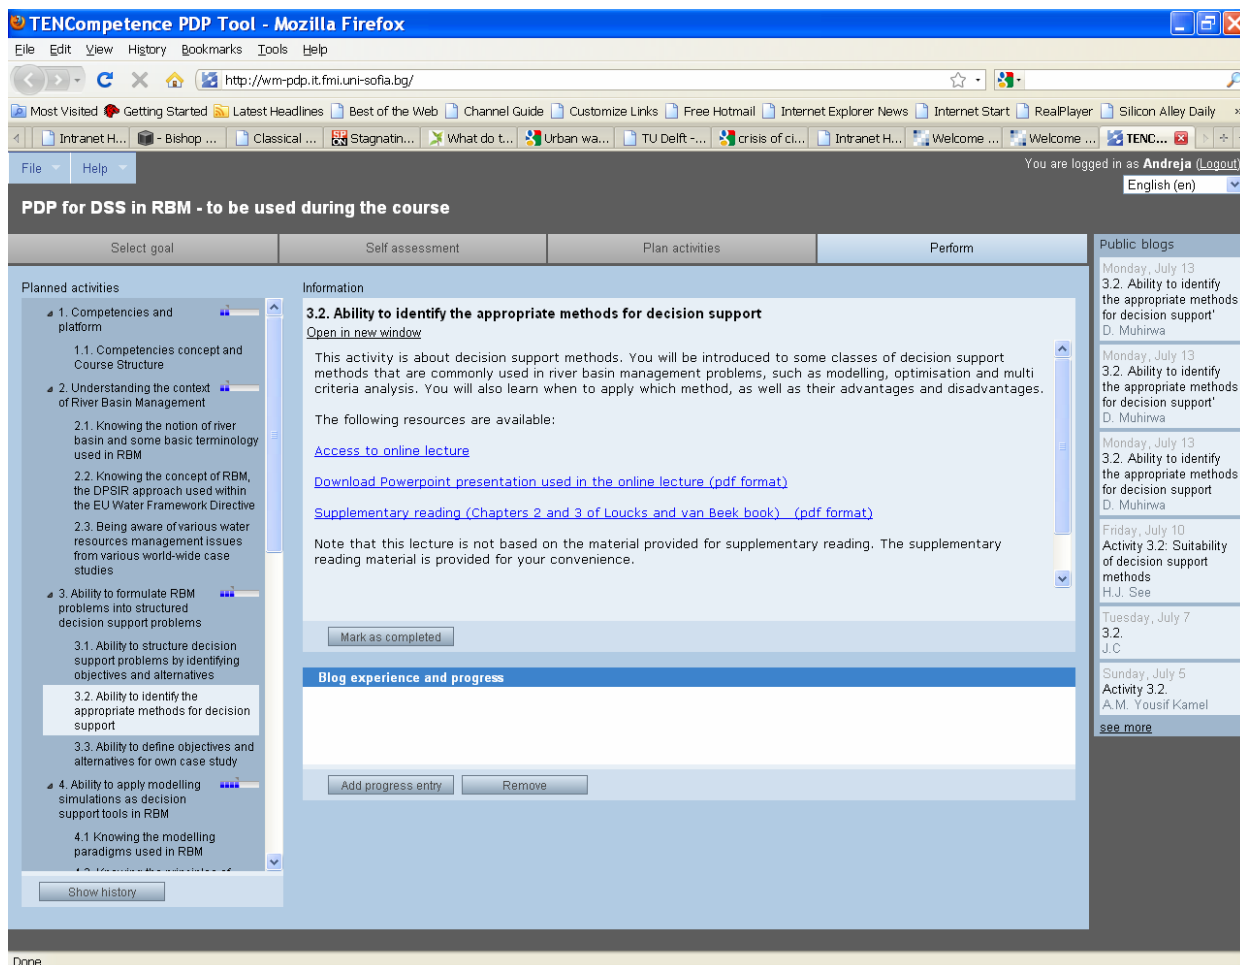 TENCompetence PDP Tool - Mozilla Firefox
File Edit View History Bookmarks Tools Help
http://wm-pdp.it.fmi.uni-sofia.bg/
Most Visited Getting Started Latest Headlines Best of the Web Channel Guide Customize Links Free Hotmail Internet Explorer News Internet Start RealPlayer Silicon Alley Daily »
Intranet H... - Bishop ... Classical ... Stagnatin... What do t... Urban wa... TU Delft -... crisis of ci... Intranet H... Welcome ... Welcome ... TENC...
File Help
You are logged in as Andreja (Logout)
English (en)
PDP for DSS in RBM - to be used during the course
Select goal Self assessment Plan activities Perform
Planned activities
1. Competencies and
platform
1.1. Competencies concept and
Course Structure
2. Understanding the context
of River Basin Management
2.1. Knowing the notion of river
basin and some basic terminology
used in RBM
2.2. Knowing the concept of RBM,
the DPSIR approach used within
the EU Water Framework Directive
2.3. Being aware of various water
resources management issues
from various world-wide case
studies
3. Ability to formulate RBM
problems into structured
decision support problems
3.1. Ability to structure decision
support problems by identifying
objectives and alternatives
3.2. Ability to identify the
appropriate methods for decision
support
3.3. Ability to define objectives and
alternatives for own case study
4. Ability to apply modelling
simulations as decision
support tools in RBM
4.1 Knowing the modelling
paradigms used in RBM
Show history
Information
3.2. Ability to identify the appropriate methods for decision support
Open in new window
This activity is about decision support methods. You will be introduced to some classes of decision support
methods that are commonly used in river basin management problems, such as modelling, optimisation and multi
criteria analysis. You will also learn when to apply which method, as well as their advantages and disadvantages.
The following resources are available:
Access to online lecture
Download Powerpoint presentation used in the online lecture (pdf format)
Supplementary reading (Chapters 2 and 3 of Loucks and van Beek book) (pdf format)
Note that this lecture is not based on the material provided for supplementary reading. The supplementary
reading material is provided for your convenience.
Mark as completed
Blog experience and progress
Add progress entry Remove
Public blogs
Monday, July 13
3.2. Ability to identify
the appropriate methods
for decision support'
D. Muhirwa
Monday, July 13
3.2. Ability to identify
the appropriate methods
for decision support'
D. Muhirwa
Monday, July 13
3.2. Ability to identify
the appropriate methods
for decision support
D. Muhirwa
Friday, July 10
Activity 3.2: Suitability
of decision support
methods
H.J. See
Tuesday, July 7
3.2.
J.C
Sunday, July 5
Activity 3.2.
A.M. Yousif Kamel
see more
Done